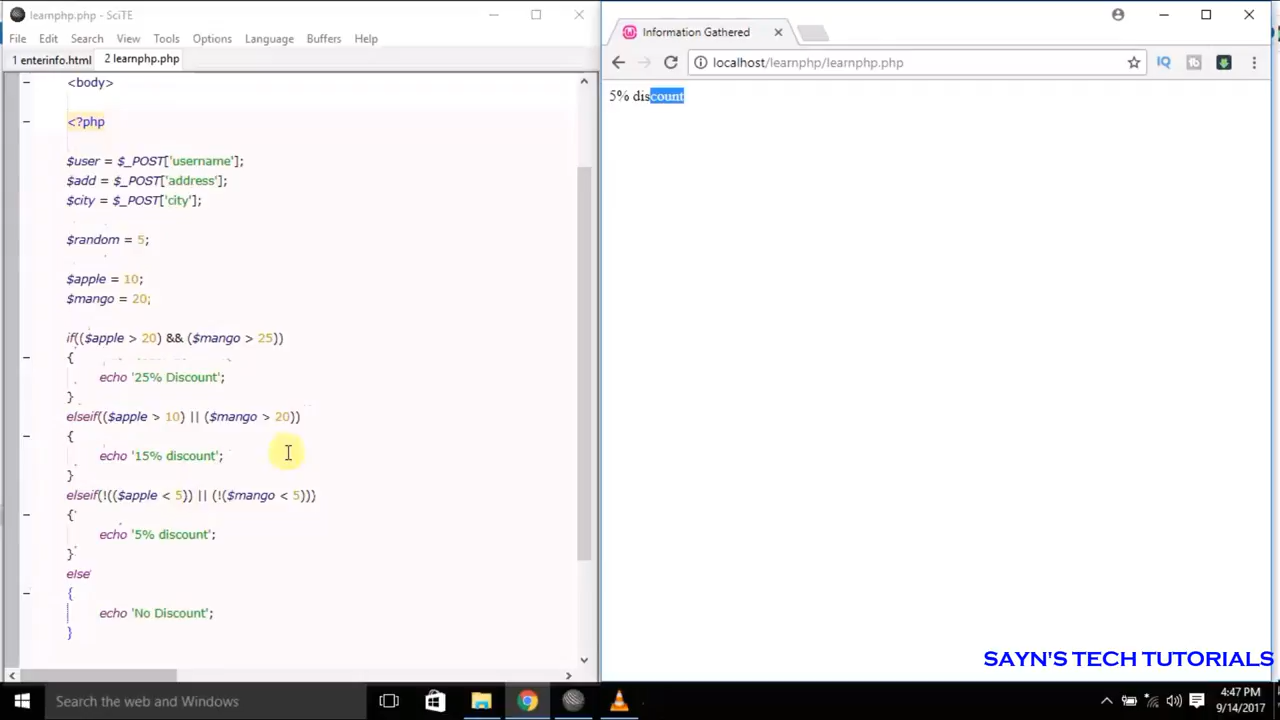 learnphp.php - SciTE
File Edit Search View Tools Options Language Buffers Help
1 enterinfo.html 2 learnphp.php
<body>
<?php
$user = $_POST['username'];
$add = $_POST['address'];
$city = $_POST['city'];
$random = 5;
$apple = 10;
$mango = 20;
if(($apple > 20) && ($mango > 25))
{
echo '25% Discount';
}
elseif(($apple > 10) || ($mango > 20))
{
echo '15% discount';
}
elseif(!(($apple < 5)) || (!($mango < 5)))
{
echo '5% discount';
}
else
{
echo 'No Discount';
}
Information Gathered
localhost/learnphp/learnphp.php
IQ
5% discount
SAYN'S TECH TUTORIALS
Search the web and Windows
4:47 PM
9/14/2017